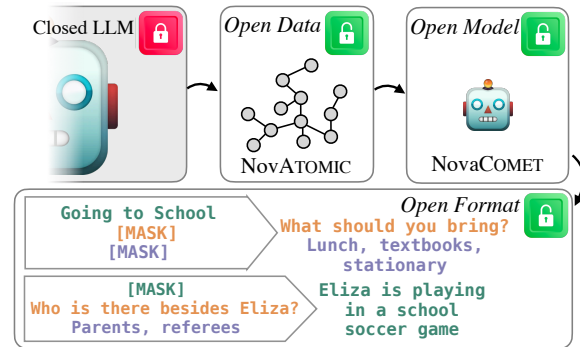 Closed LLM
Open Data
Open Model
NOVATOMIC
NOVACOMET
Open Format
Going to School
[MASK]
[MASK]
What should you bring?
Lunch, textbooks,
stationary
[MASK]
Who is there besides Eliza?
Parents, referees
Eliza is playing
in a school
soccer game